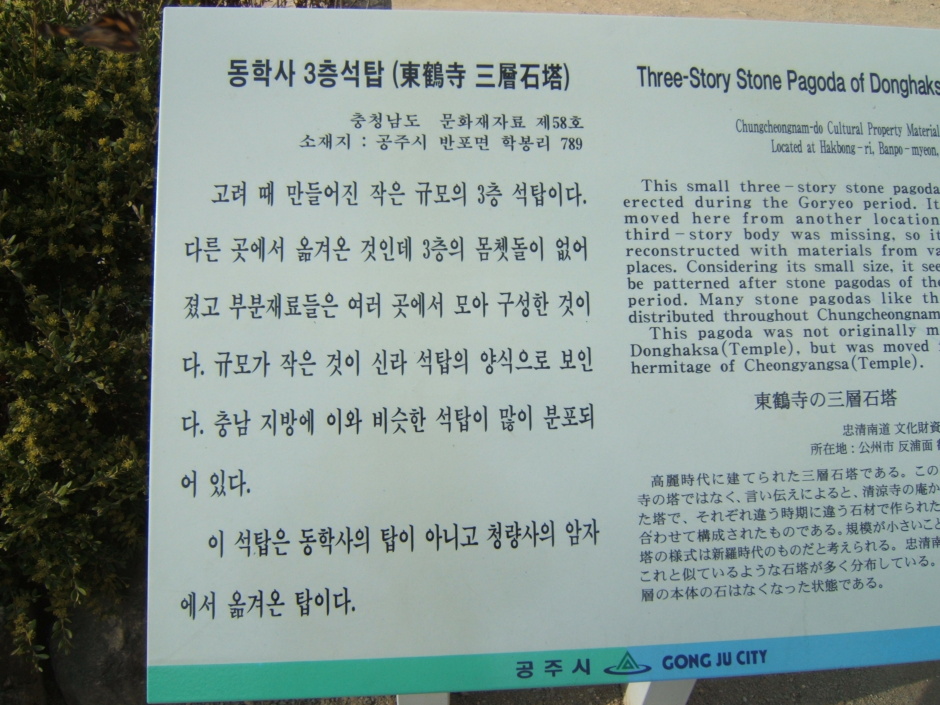 동학사 3층석탑 (東鶴寺 三層石塔)
충청남도 문화재자료 제58호
소재지 : 공주시 반포면 학봉리 789
고려 때 만들어진 작은 규모의 3층 석탑이다.
다른 곳에서 옮겨온 것인데 3층의 몸쳇돌이 없어
졌고 부분재료들은 여러 곳에서 모아 구성한 것이
다. 규모가 작은 것이 신라 석탑의 양식으로 보인
다. 충남 지방에 이와 비슷한 석탑이 많이 분포되
어 있다.
이 석탑은 동학사의 탑이 아니고 청량사의 암자
에서 옮겨온 탑이다.
Three-Story Stone Pagoda of Donghaks
Chungcheongnam-do Cultural Property Material
Located at Hakbong-ri, Banpo-myeon,
This small three-story stone pagoda
erected during the Goryeo period. It
moved here from another location
third-story body was missing, so it
reconstructed with materials from va
places. Considering its small size, it see
be patterned after stone pagodas of the
period. Many stone pagodas like th
distributed throughout Chungcheongnam
This pagoda was not originally m
Donghaksa(Temple), but was moved
hermitage of Cheongyangsa(Temple).
東鶴寺の三層石塔
忠清南道 文化財資
所在地 : 公州市 反浦面
高麗時代に建てられた三層石塔である。この
寺の塔ではなく、言い伝えによると、清涼寺の庵か
た塔で、それぞれ違う時期に違う石材で作られた
合わせて構成されたものである。規模が小さいこと
塔の様式は新羅時代のものだと考えられる。忠清南
これと似ているような石塔が多く分布している。
層の本体の石はなくなった状態である。
공주시 GONG JU CITY